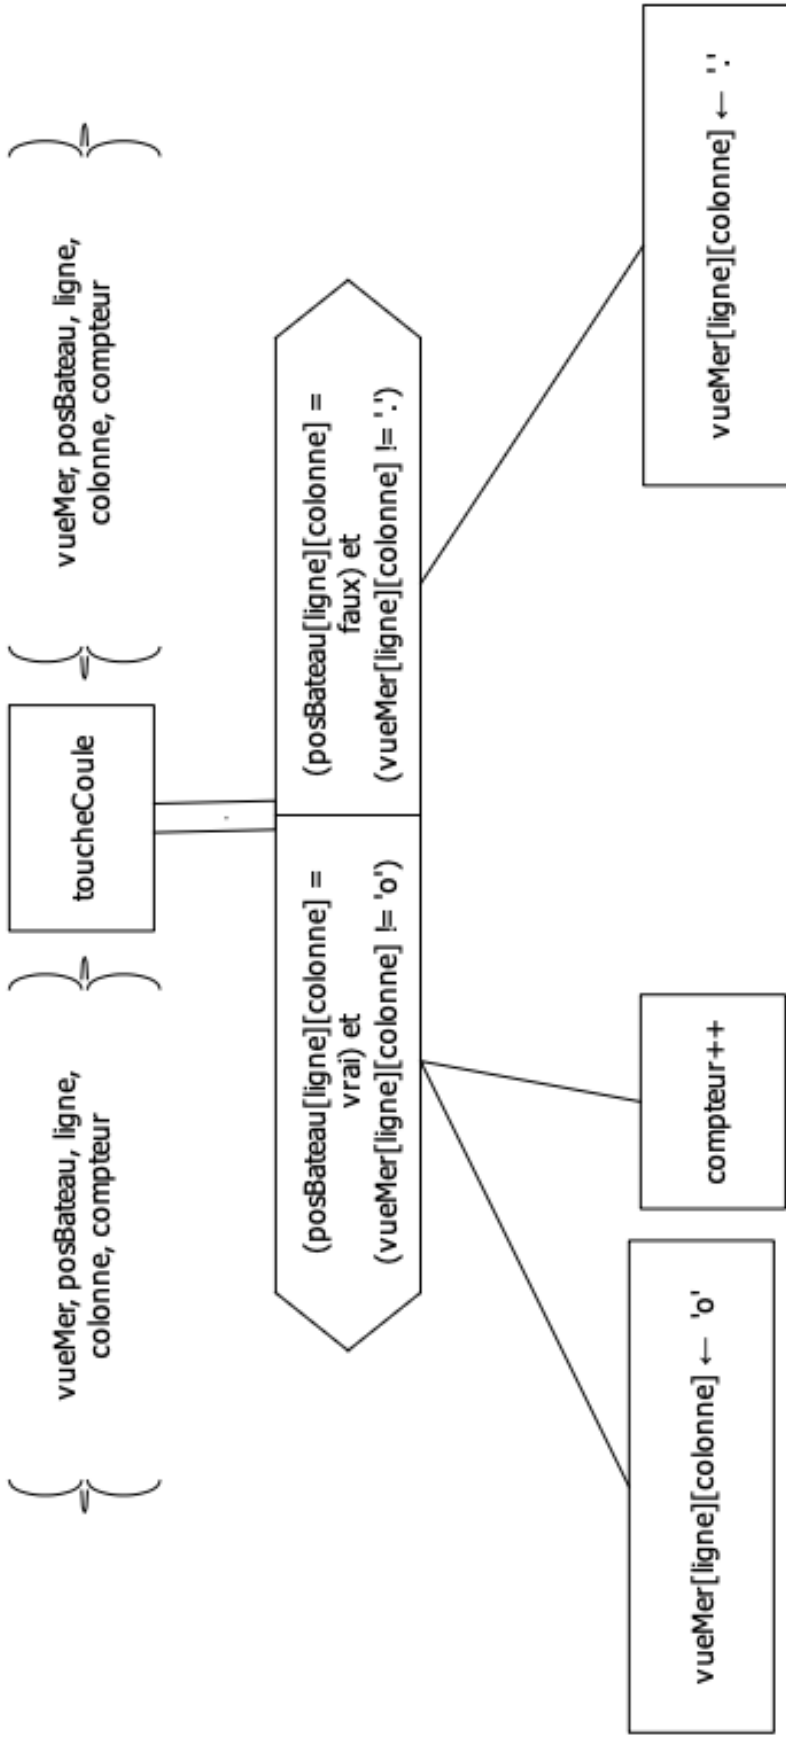 vueMer, posBateau, ligne,
colonne, compteur
toucheCoule
vueMer, posBateau, ligne,
colonne, compteur
(posBateau[ligne][colonne] =
vrai) et
(vueMer[ligne][colonne] != 'o')
(posBateau[ligne][colonne] =
faux) et
(vueMer[ligne][colonne] != '.')
vueMer[ligne][colonne] ← 'o'
compteur++
vueMer[ligne][colonne] ← '.'